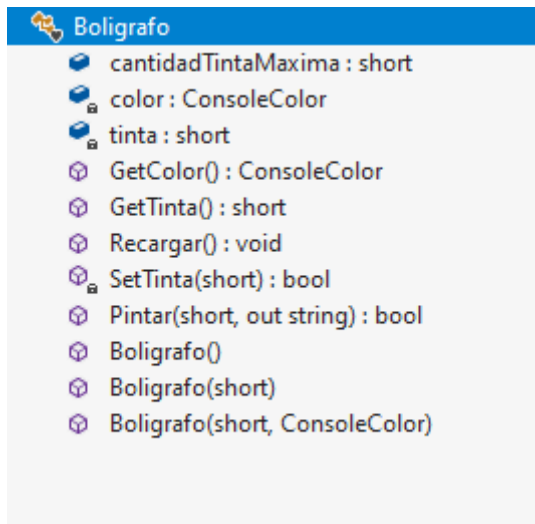 Boligrafo
cantidadTintaMaxima : short
color : ConsoleColor
tinta : short
GetColor() : ConsoleColor
GetTinta() : short
Recargar() : void
SetTinta(short) : bool
Pintar(short, out string) : bool
Boligrafo()
Boligrafo(short)
Boligrafo(short, ConsoleColor)